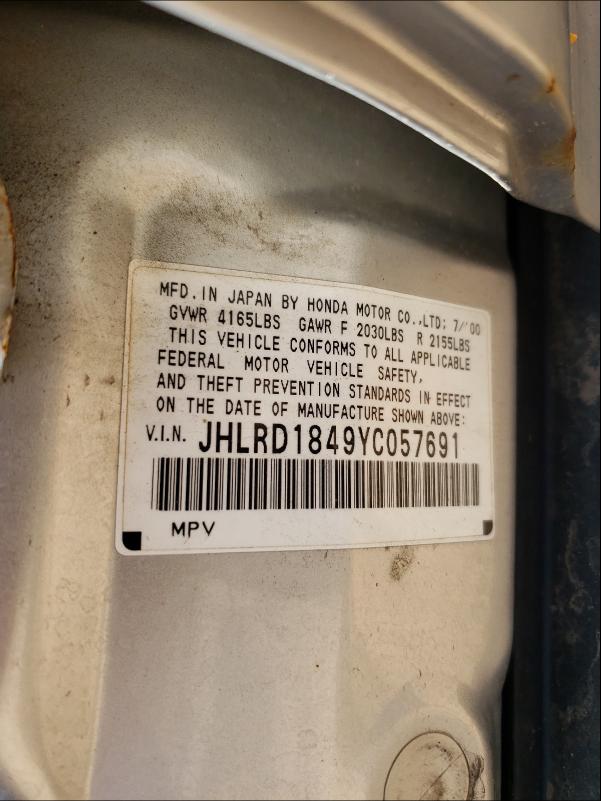 MFD.IN JAPAN BY HONDA MOTOR CO.,LTD; 7/'00
GVWR 4165LBS GAWR F 2030LBS R 2155LBS
THIS VEHICLE CONFORMS TO ALL APPLICABLE
FEDERAL MOTOR VEHICLE SAFETY,
AND THEFT PREVENTION STANDARDS IN EFFECT
ON THE DATE OF MANUFACTURE SHOWN ABOVE:
V.I.N. JHLRD1849YC057691
MPV